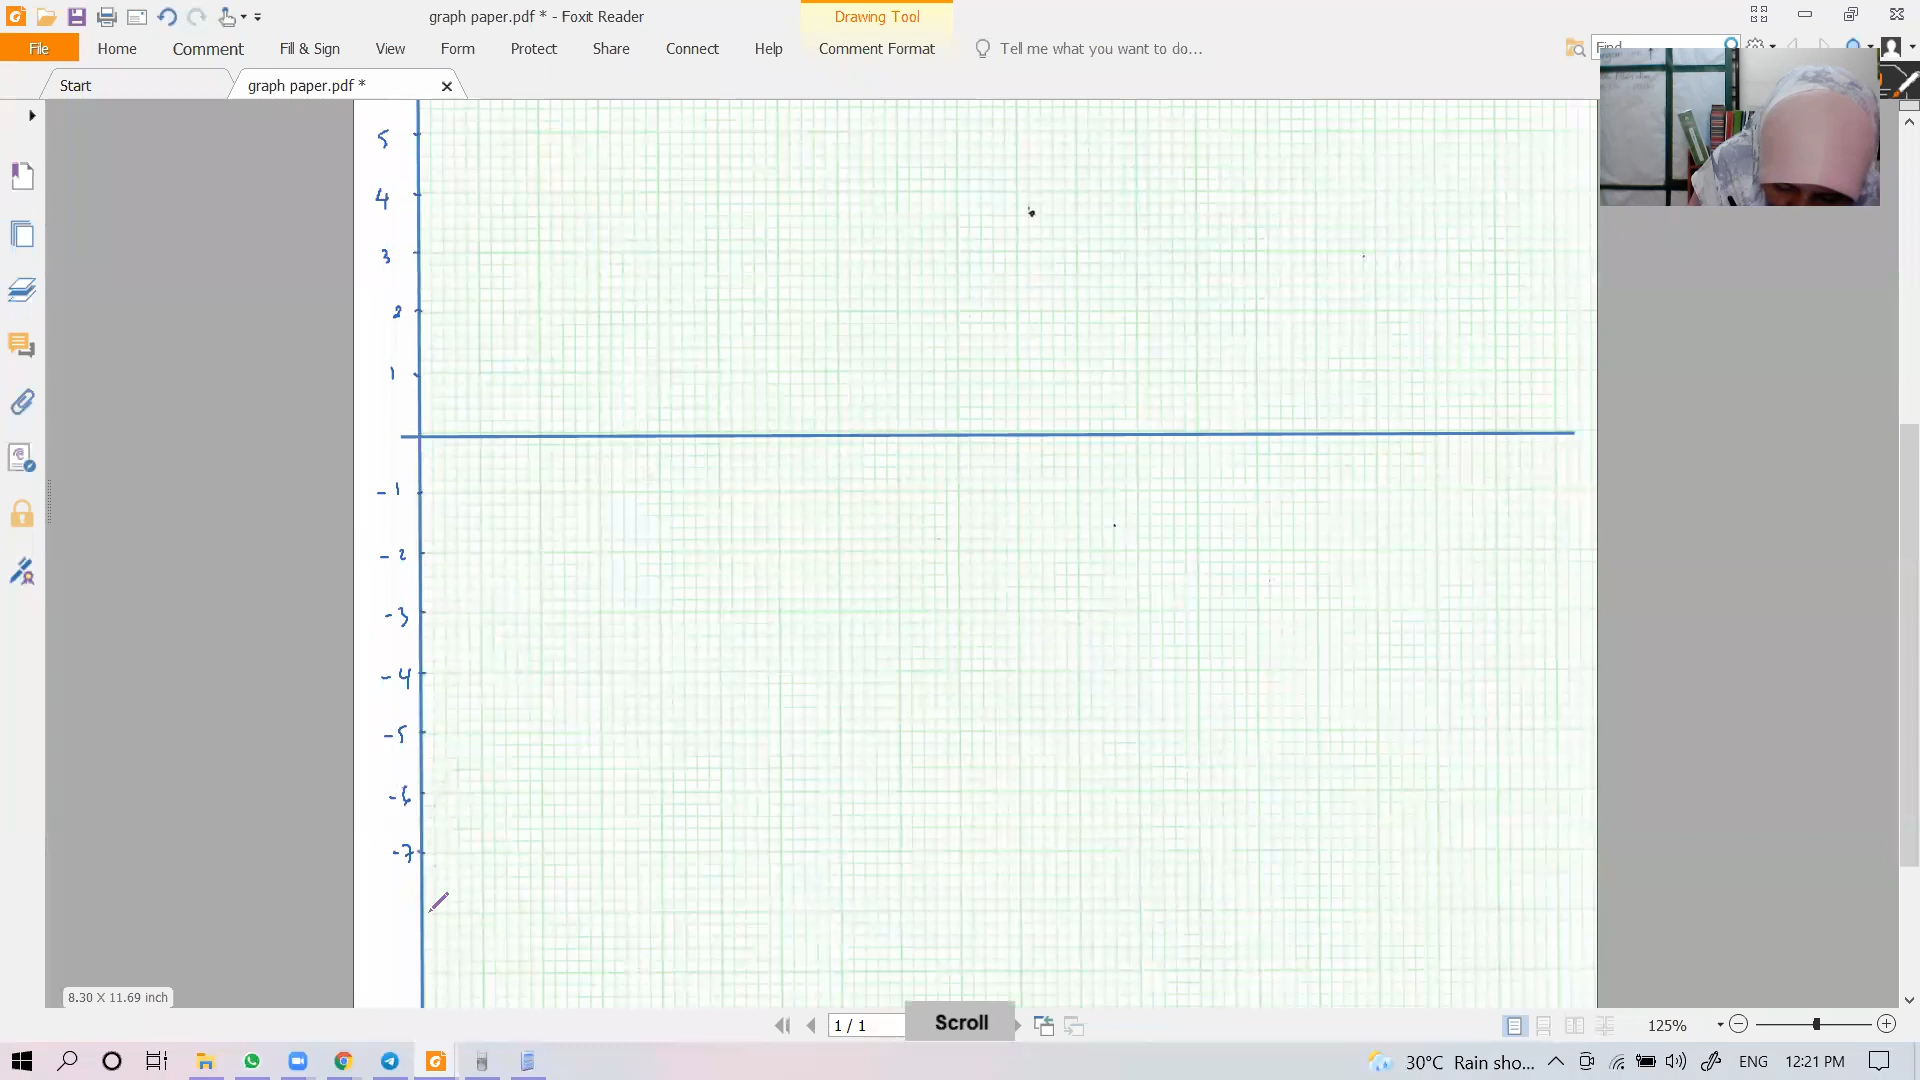 graph paper.pdf * - Foxit Reader
Drawing Tool
File Home Comment Fill & Sign View Form Protect Share Connect Help Comment Format Tell me what you want to do... Find
Start graph paper.pdf *
5
4
3
2
1
-1
-2
-3
-4
-5
-6
-7
8.30 X 11.69 inch
1 / 1
Scroll
125%
30°C Rain sho... ENG 12:21 PM